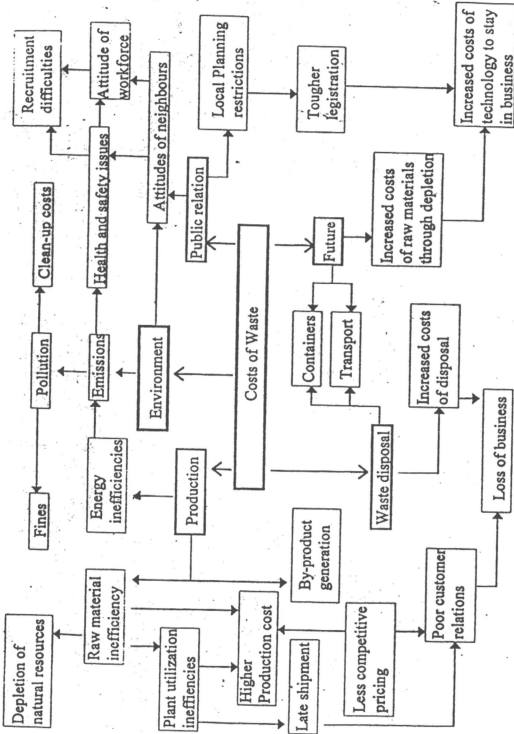 Depletion of
natural resources
Fines
Pollution
Clean-up costs
Recruitment
difficulties
Raw material
inefficiency
Energy
inefficiencies
Emissions
Health and safety issues
Attitude of
workforce
Plant utilization
ineffiencies
Production
Environment
Attitudes of neighbours
Higher
Production cost
Public relation
Local Planning
restrictions
Late shipment
By-product
generation
Costs of Waste
Less competitive
pricing
Containers
Future
Tougher
legistration
Transport
Waste disposal
Increased costs
of raw materials
through depletion
Poor customer
relations
Increased costs
of disposal
Increased costs of
technology to stay
in business
Loss of business